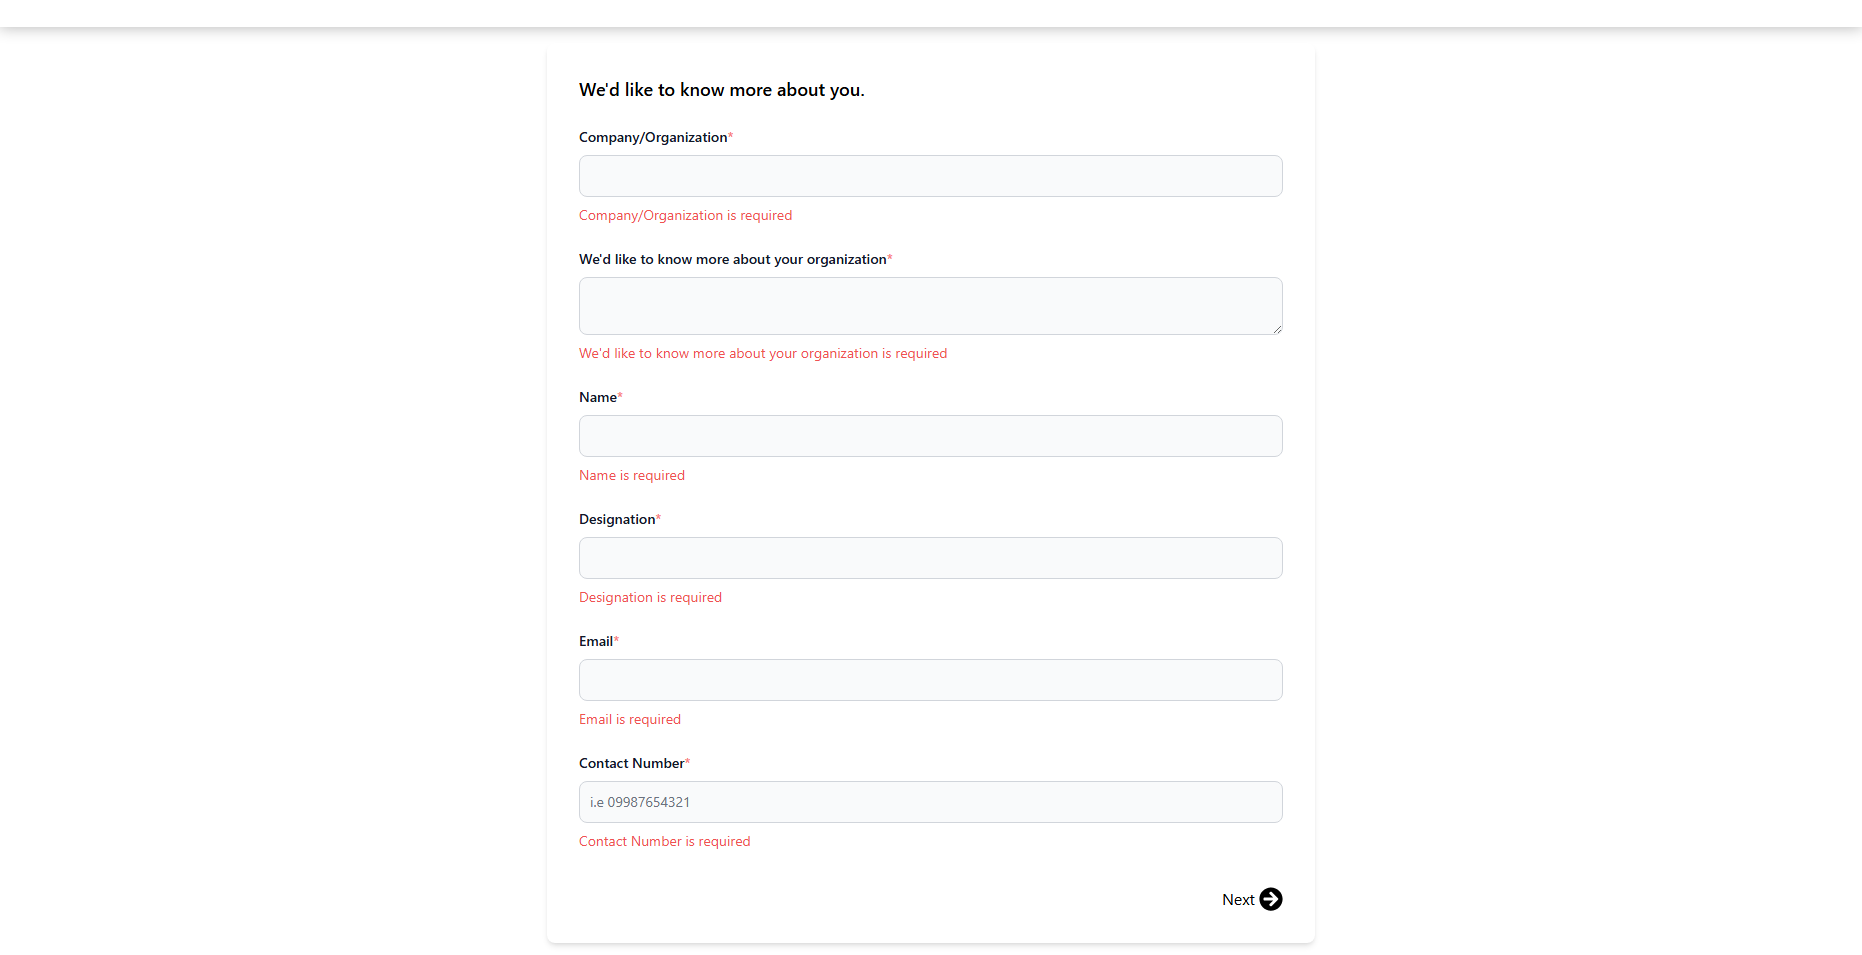 We'd like to know more about you.
Company/Organization*
Company/Organization is required
We'd like to know more about your organization*
We'd like to know more about your organization is required
Name*
Name is required
Designation*
Designation is required
Email*
Email is required
Contact Number*
i.e 09987654321
Contact Number is required
Next